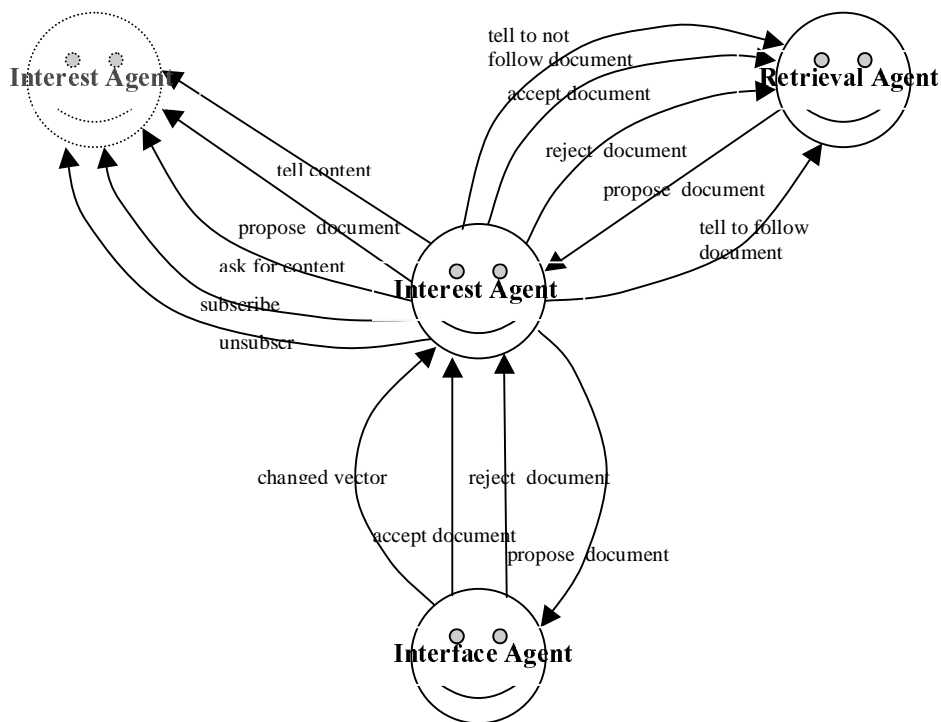 tell to not
follow document
Interest Agent
Retrieval Agent
accept document
reject document
tell content
propose document
propose document
tell to follow
document
ask for content
Interest Agent
subscribe
unsubscr
changed vector
reject document
accept document
propose document
Interface Agent